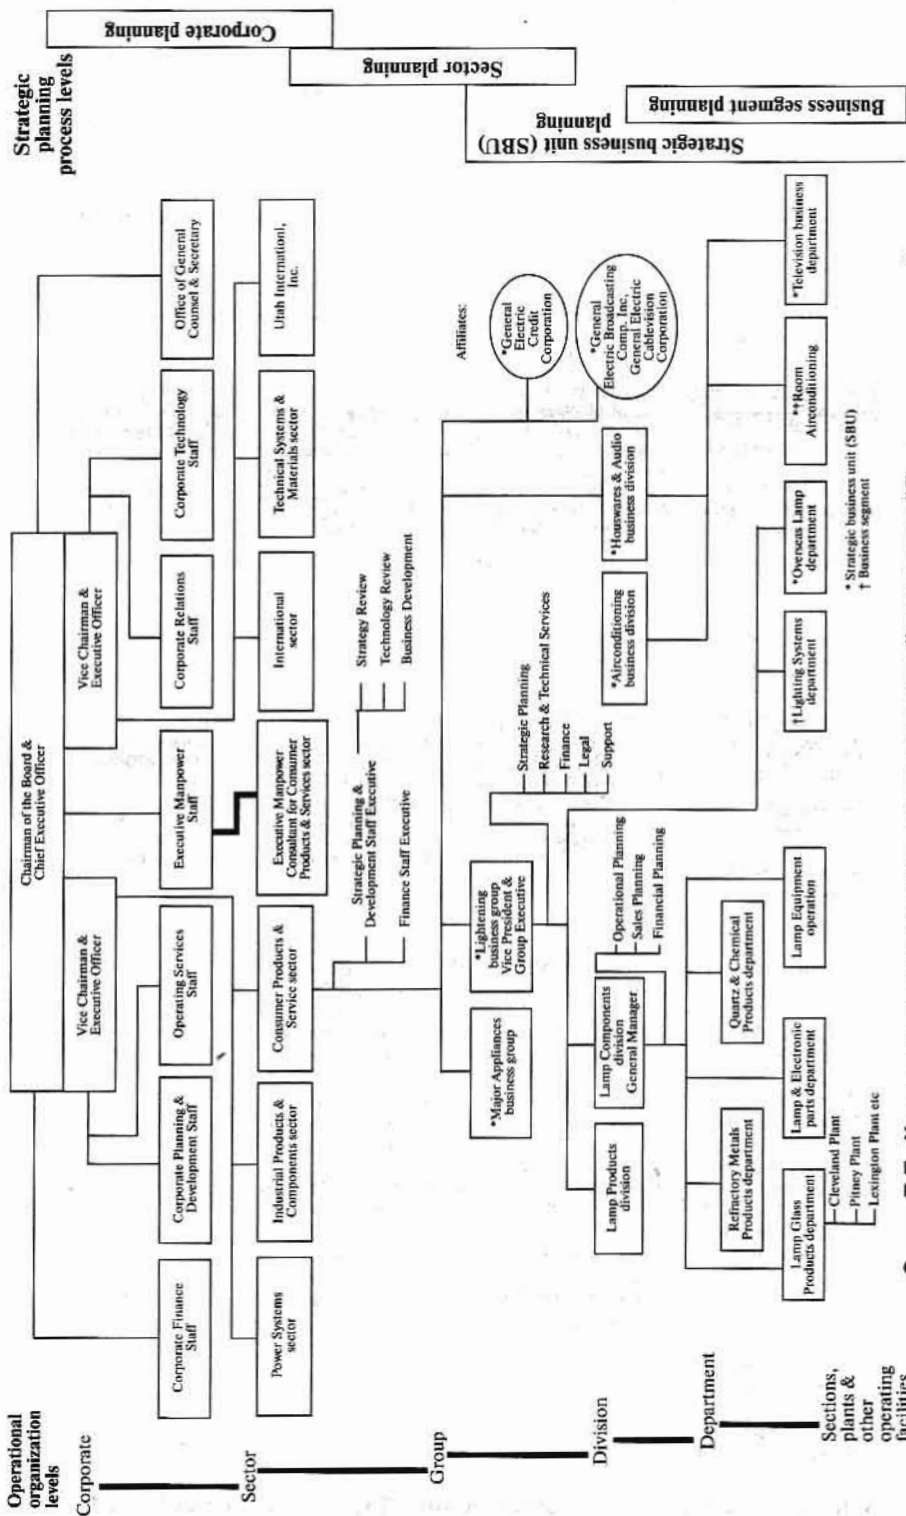 Operational
organization
levels
Corporate
Sector
Group
Division
Department
Sections,
plants &
other
operating
facilities
Chairman of the Board &
Chief Executive Officer
Vice Chairman &
Executive Officer
Vice Chairman &
Executive Officer
Corporate Finance
Staff
Corporate Planning &
Development Staff
Operating Services
Staff
Executive Manpower
Staff
Corporate Relations
Staff
Corporate Technology
Staff
Office of General
Counsel & Secretary
Power Systems
sector
Industrial Products &
Components sector
Consumer Products &
Service sector
Executive Manpower
Consultant for Consumer
Products & Services sector
International
sector
Technical Systems &
Materials sector
Utah Internationl,
Inc.
Strategic Planning &
Development Staff Executive
Finance Staff Executive
Strategy Review
Technology Review
Business Development
*Major Appliances
business group
*Lightening
business group
Vice President &
Group Executive
Strategic Planning
Research & Technical Services
Finance
Legal
Support
Affiliates:
*General
Electric
Credit
Corporation
*General
Electric Broadcasting
Comp. Inc,
General Electric
Cablevision
Corporation
Lamp Products
division
Lamp Components
division
General Manager
Operational Planning
Sales Planning
Financial Planning
*Airconditioning
business division
*Houswares & Audio
business division
Refractory Metals
Products department
Quartz & Chemical
Products department
Lamp Glass
Products department
Lamp & Electronic
parts department
Lamp Equipment
operation
†Lighting Systems
department
*Overseas Lamp
department
Room
Airconditioning
*Television business
department
Cleveland Plant
Pitney Plant
Lexington Plant etc
* Strategic business unit (SBU)
† Business segment
Strategic
planning
process levels
Corporate planning
Sector planning
Strategic business unit (SBU)
planning
Business segment planning